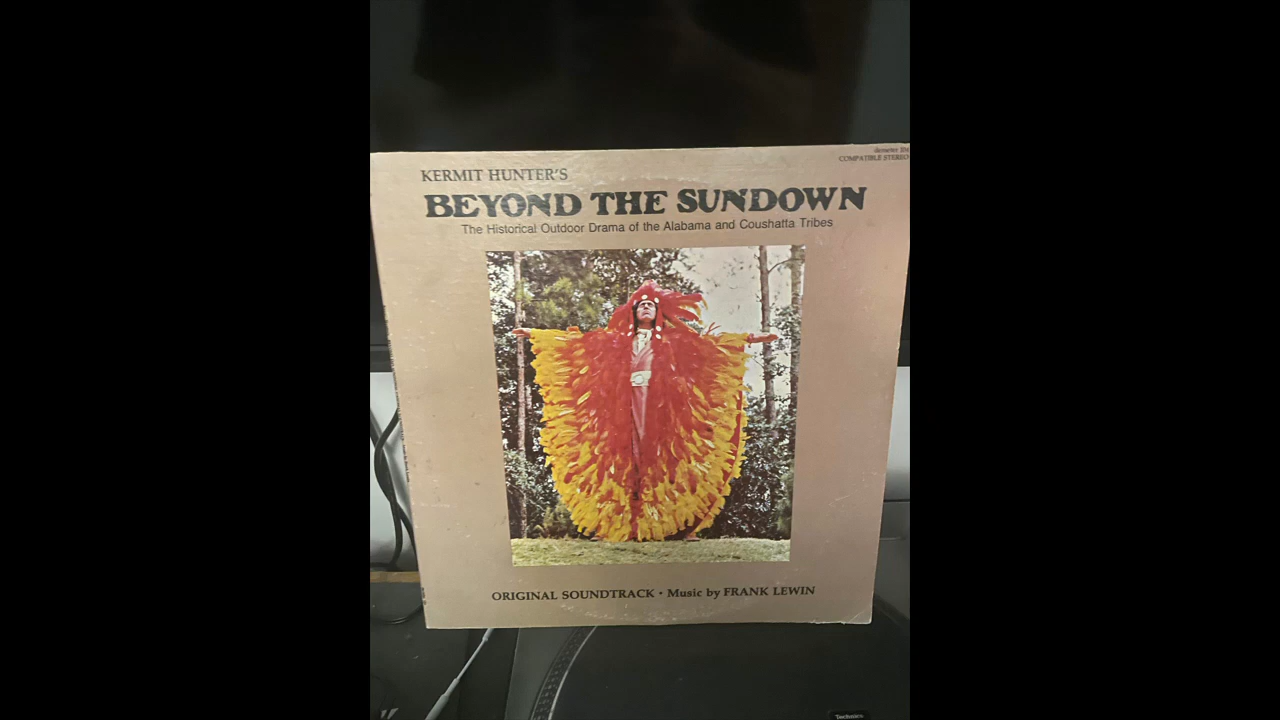 demeter
COMPATIBLE STEREO
KERMIT HUNTER'S
BEYOND THE SUNDOWN
The Historical Outdoor Drama of the Alabama and Coushatta Tribes
ORIGINAL SOUNDTRACK • Music by FRANK LEWIN
Technics